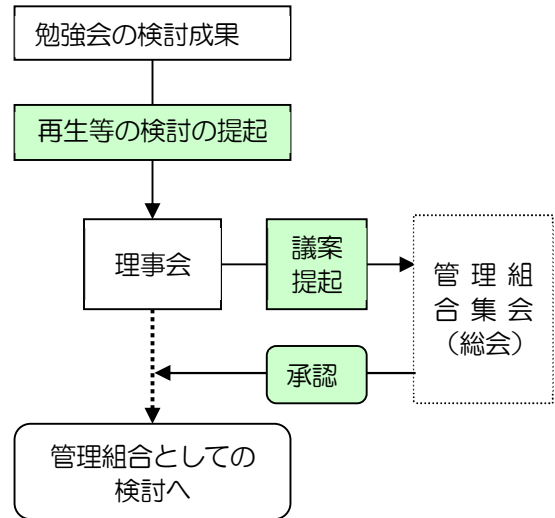 勉強会の検討成果
再生等の検討の提起
理事会
議案
提起
管理組
合集会
（総会）
承認
管理組合としての
検討へ